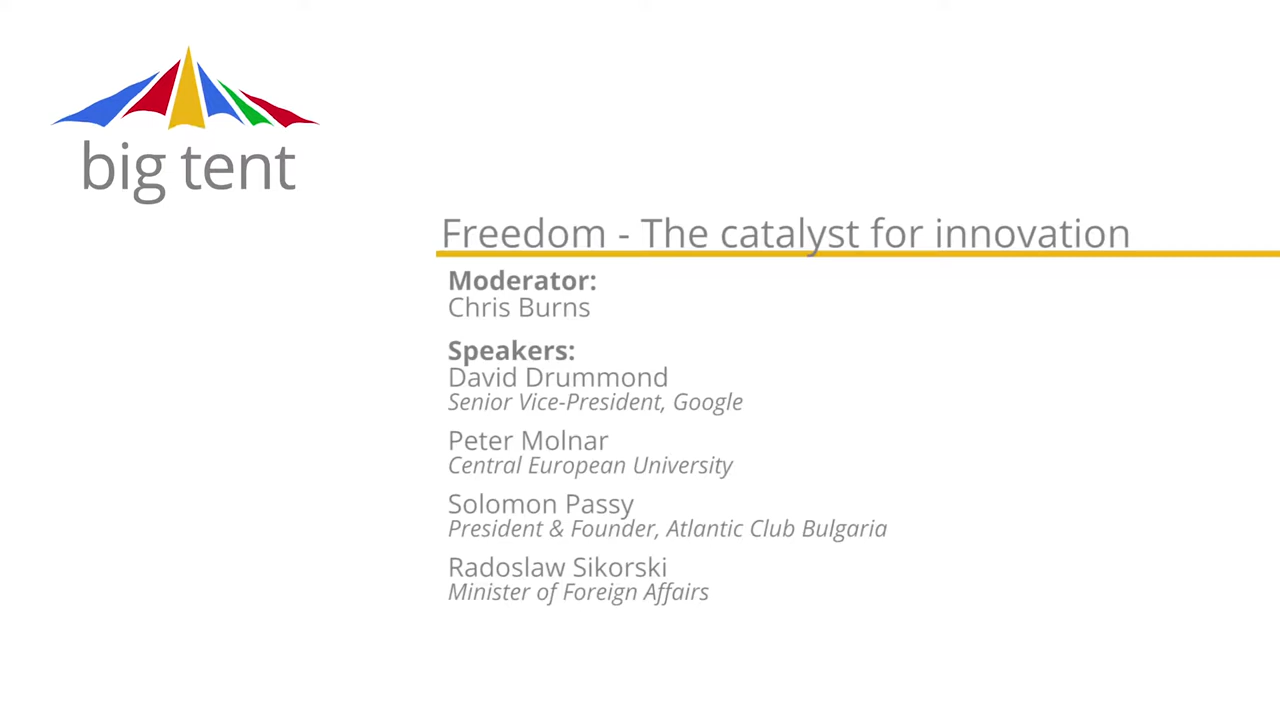 big tent
Freedom - The catalyst for innovation
Moderator:
Chris Burns
Speakers:
David Drummond
Senior Vice-President, Google
Peter Molnar
Central European University
Solomon Passy
President & Founder, Atlantic Club Bulgaria
Radoslaw Sikorski
Minister of Foreign Affairs